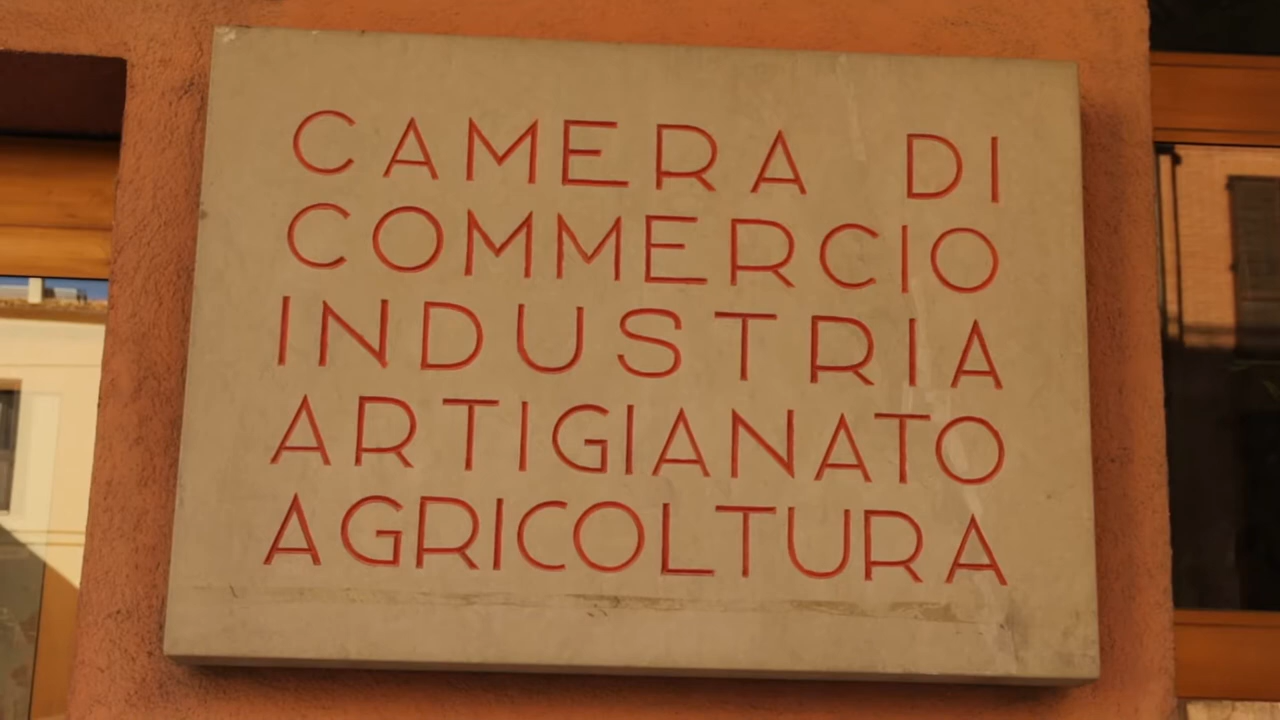 CAMERA DI
COMMERCIO
INDUSTRIA
ARTIGIANATO
AGRICOLTURA